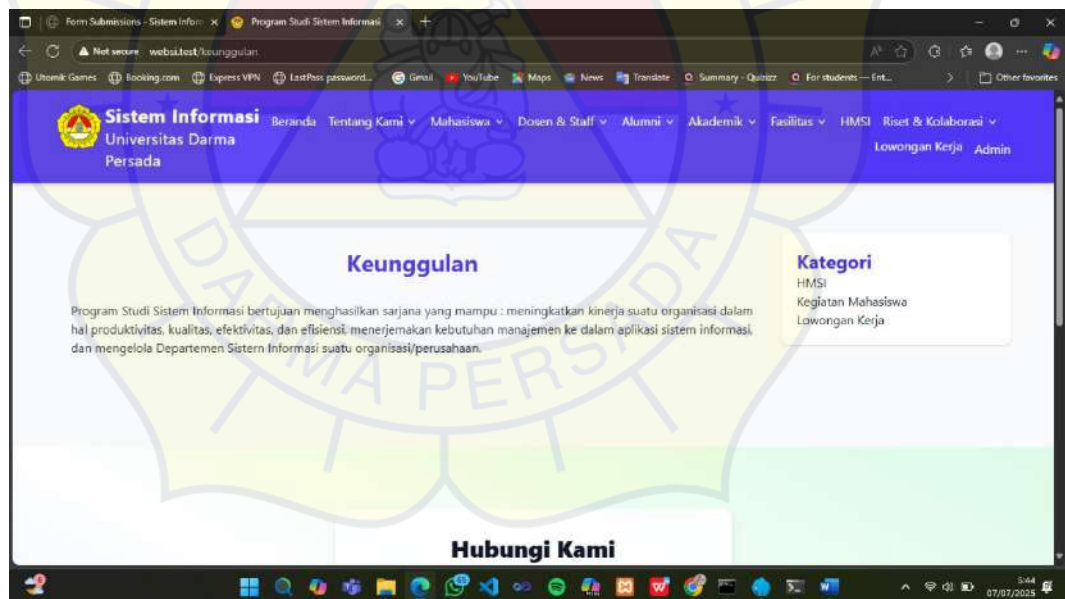 Form Submissions - Sistem Infor
Program Studi Sistem Informasi
Not secure websi.test/keunggulan
Utomik Games Booking.com Express VPN LastPass password... Gmail YouTube Maps News Translate Summary - Quizizz For students — Ent... Other favorites
Sistem Informasi
Universitas Darma
Persada
Beranda Tentang Kami Mahasiswa Dosen & Staff Alumni Akademik Fasilitas HMSI Riset & Kolaborasi
Lowongan Kerja Admin
Keunggulan
Program Studi Sistem Informasi bertujuan menghasilkan sarjana yang mampu : meningkatkan kinerja suatu organisasi dalam
hal produktivitas, kualitas, efektivitas, dan efisiensi. menerjemakan kebutuhan manajemen ke dalam aplikasi sistem informasi.
dan mengelola Departemen Sistern Informasi suatu organisasi/perusahaan.
Kategori
HMSI
Kegiatan Mahasiswa
Lowongan Kerja
DARMA PERSADA
Hubungi Kami
5:44
07/07/2025